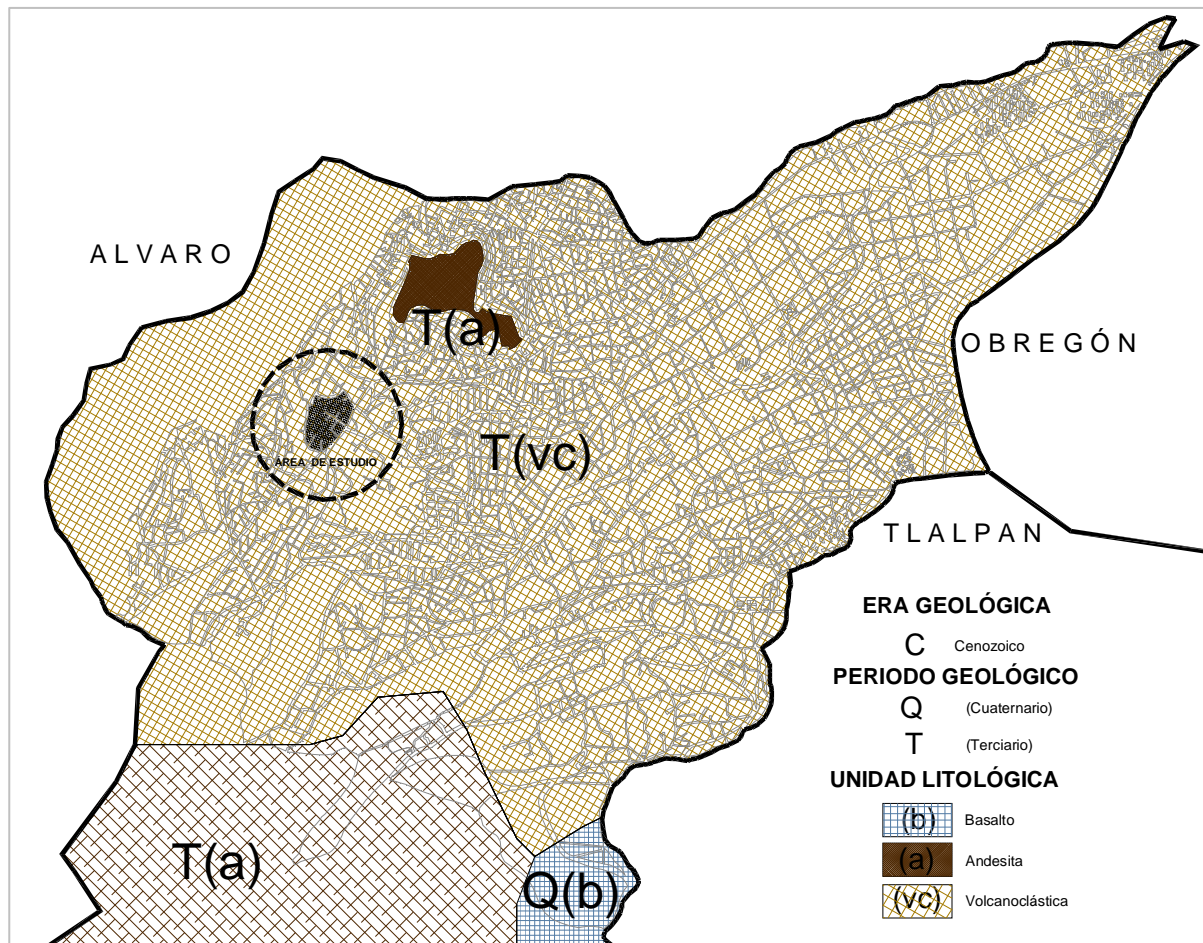 ALVARO
OBREGÓN
T(a)
T(vc)
ÁREA DE ESTUDIO
TLALPAN
ERA GEOLÓGICA
C Cenozoico
PERIODO GEOLÓGICO
Q (Cuaternario)
T (Terciario)
UNIDAD LITOLÓGICA
(b) Basalto
(a) Andesita
(vc) Volcanoclástica
T(a)
Q(b)